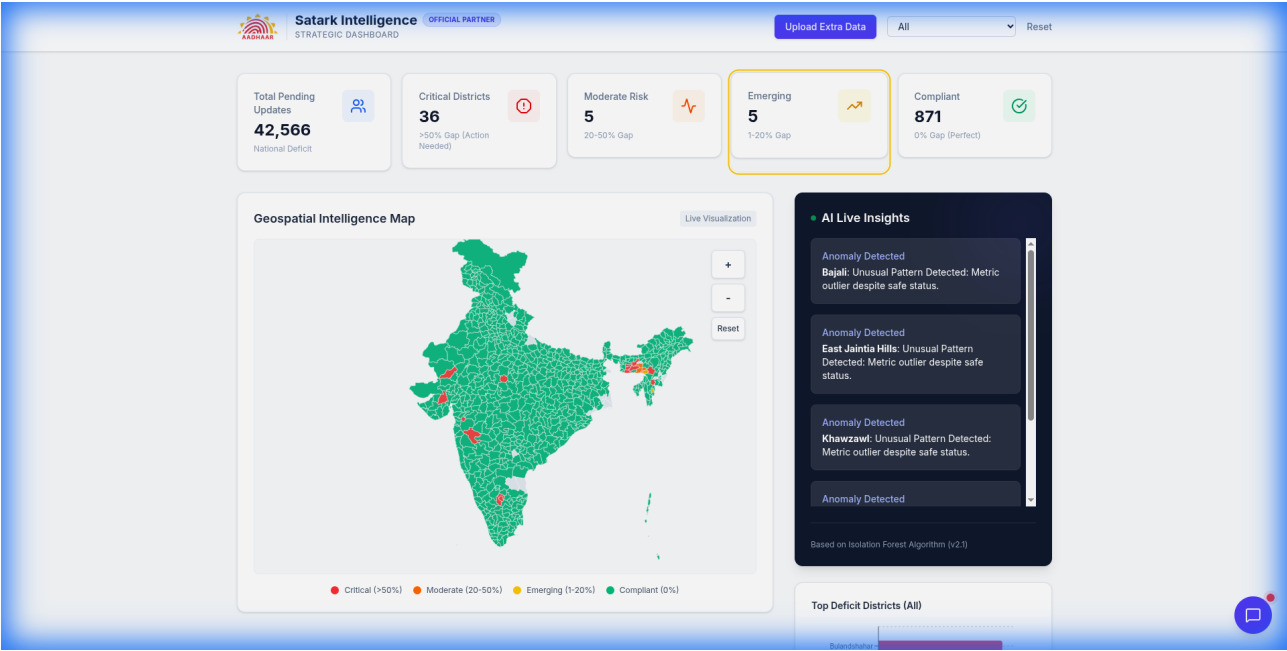 AADHAAR
Satark Intelligence
OFFICIAL PARTNER
STRATEGIC DASHBOARD
Upload Extra Data
All
Reset
Total Pending
Updates
42,566
National Deficit
Critical Districts
36
>50% Gap (Action
Needed)
Moderate Risk
5
20-50% Gap
Emerging
5
1-20% Gap
Compliant
871
0% Gap (Perfect)
Geospatial Intelligence Map
Live Visualization
+
-
Reset
Critical (>50%)
Moderate (20-50%)
Emerging (1-20%)
Compliant (0%)
AI Live Insights
Anomaly Detected
Bajali: Unusual Pattern Detected: Metric
outlier despite safe status.
Anomaly Detected
East Jaintia Hills: Unusual Pattern
Detected: Metric outlier despite safe
status.
Anomaly Detected
Khawzawl: Unusual Pattern Detected:
Metric outlier despite safe status.
Anomaly Detected
Based on Isolation Forest Algorithm (v2.1)
Top Deficit Districts (All)
Bulandshahar